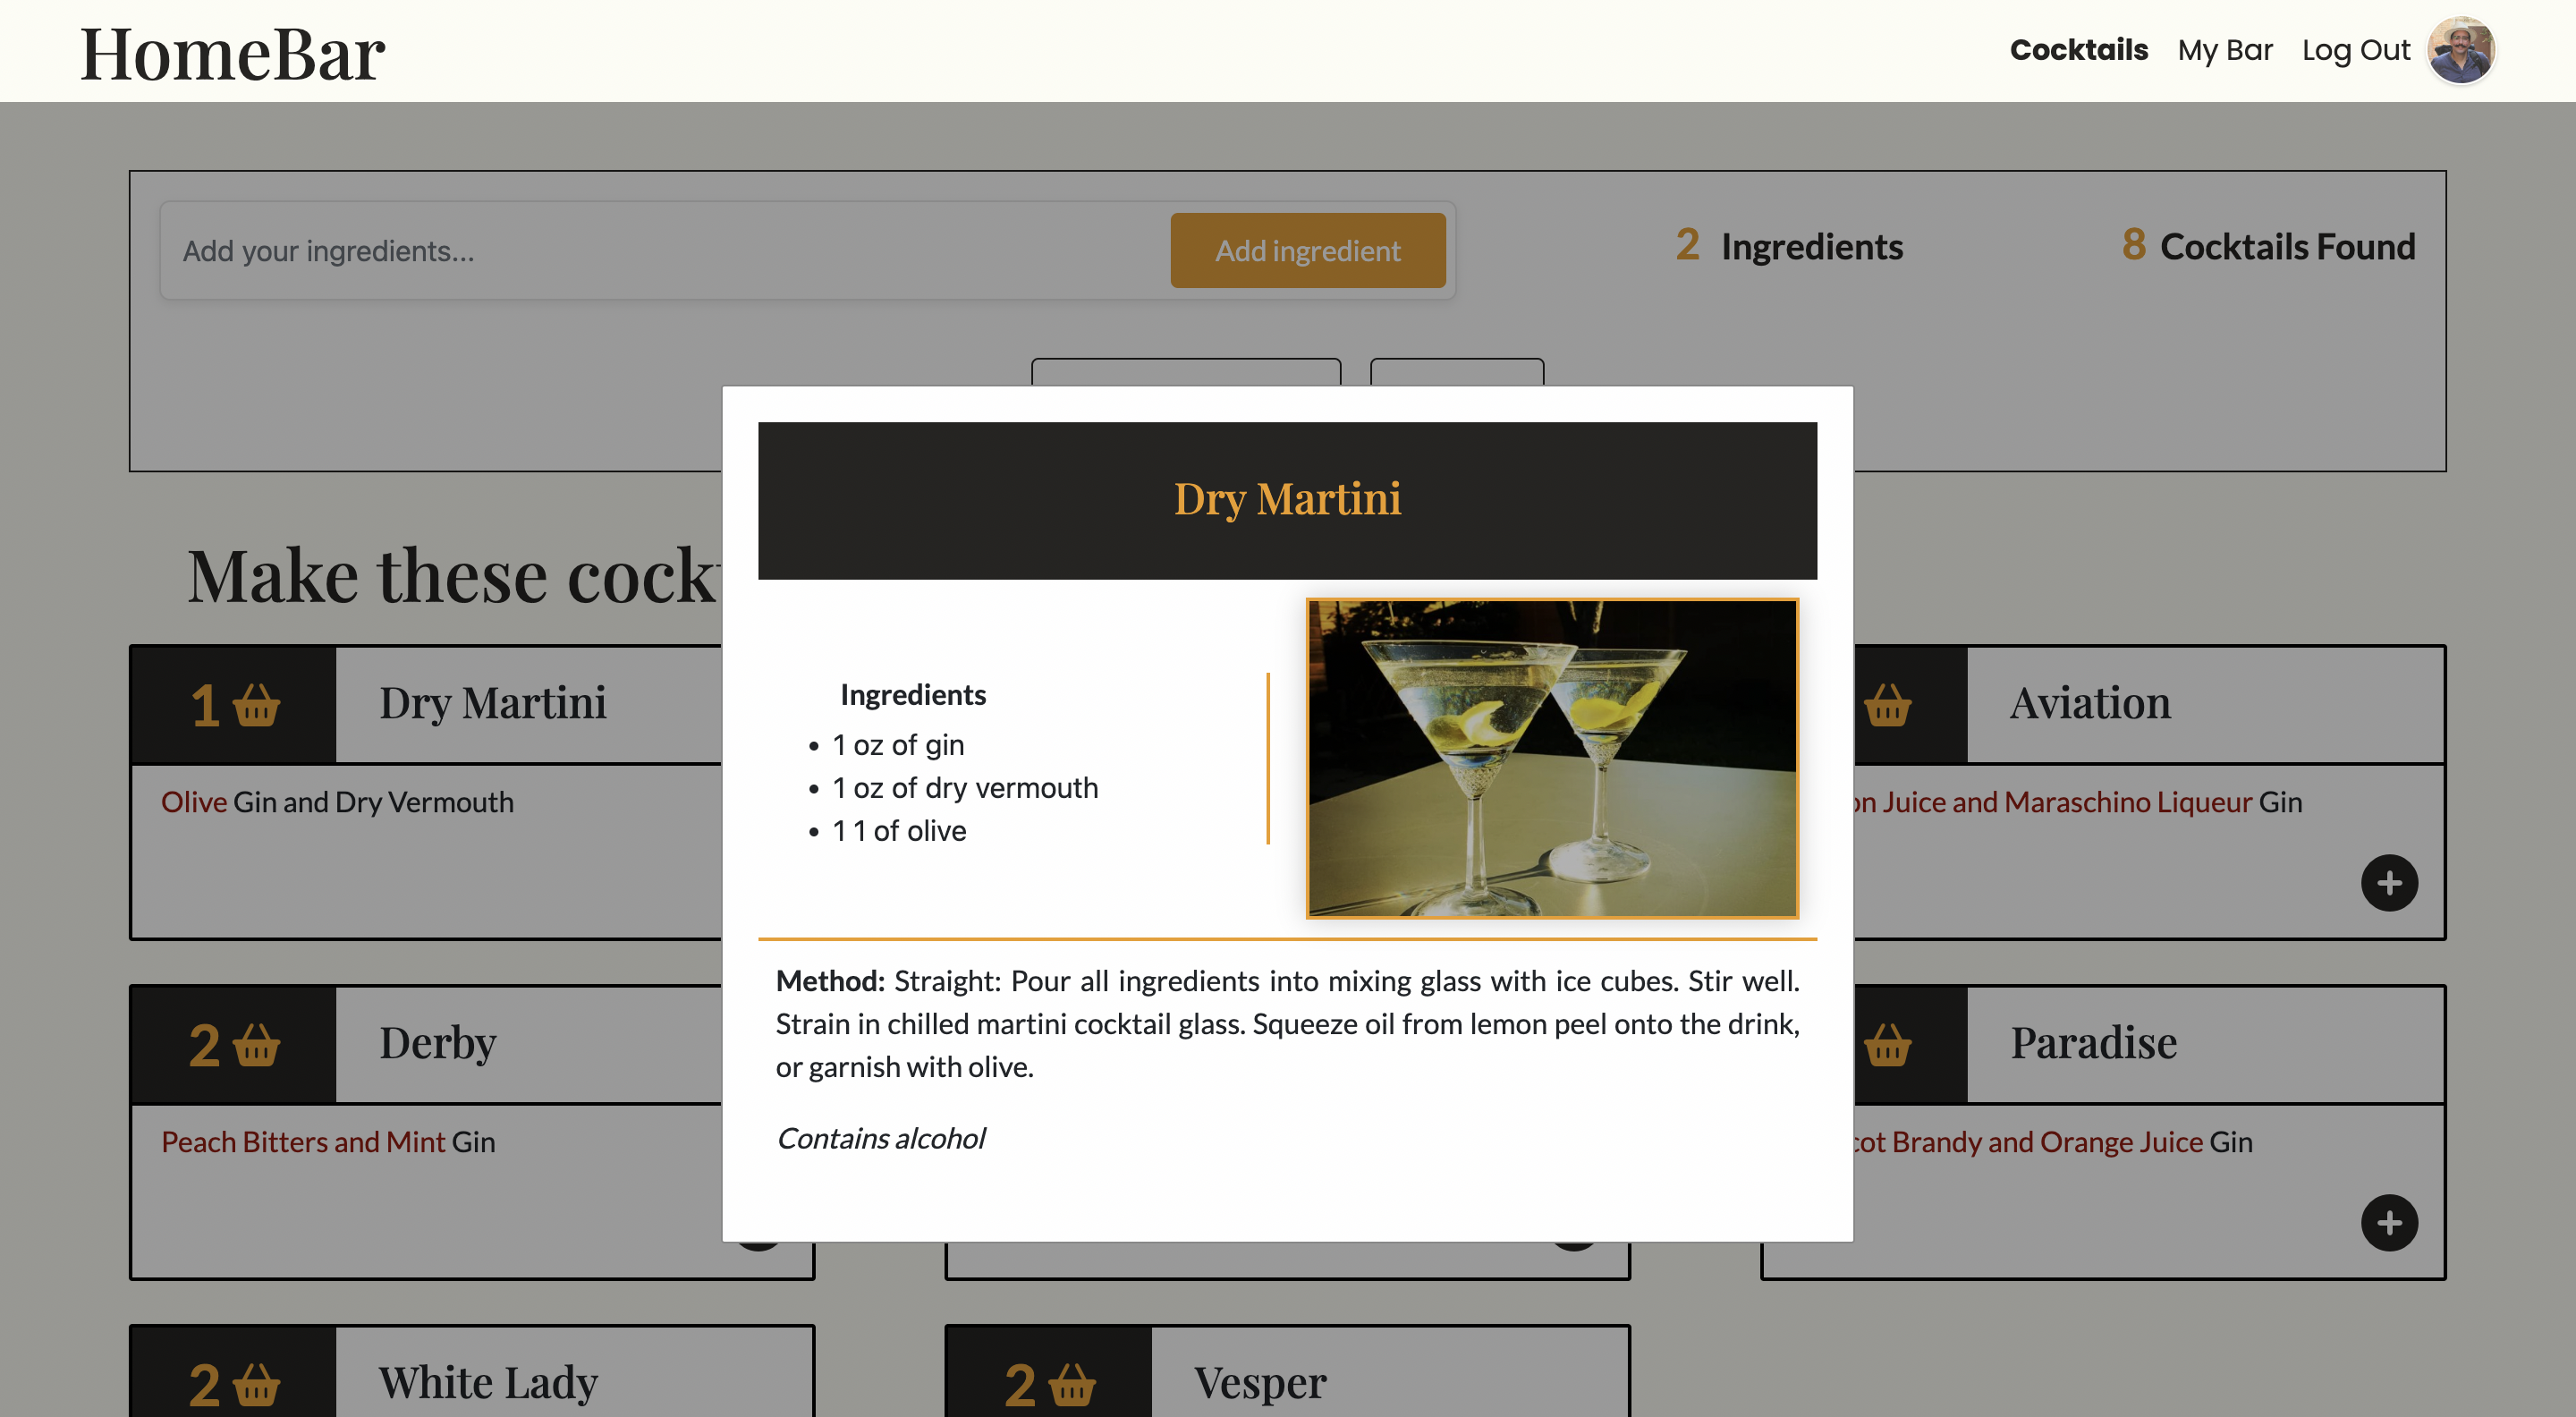 HomeBar
Cocktails
My Bar
Log Out
Add your ingredients...
Add ingredient
2 Ingredients
8 Cocktails Found
Dry Martini
Ingredients
1 oz of gin
1 oz of dry vermouth
1 1 of olive
Method: Straight: Pour all ingredients into mixing glass with ice cubes. Stir well.
Strain in chilled martini cocktail glass. Squeeze oil from lemon peel onto the drink,
or garnish with olive.
Contains alcohol
Make these
1 Dry Martini
Olive Gin and Dry Vermouth
Aviation
Juice and Maraschino Liqueur Gin
2 Derby
Peach Bitters and Mint Gin
Paradise
Brandy and Orange Juice Gin
2 White Lady
2 Vesper